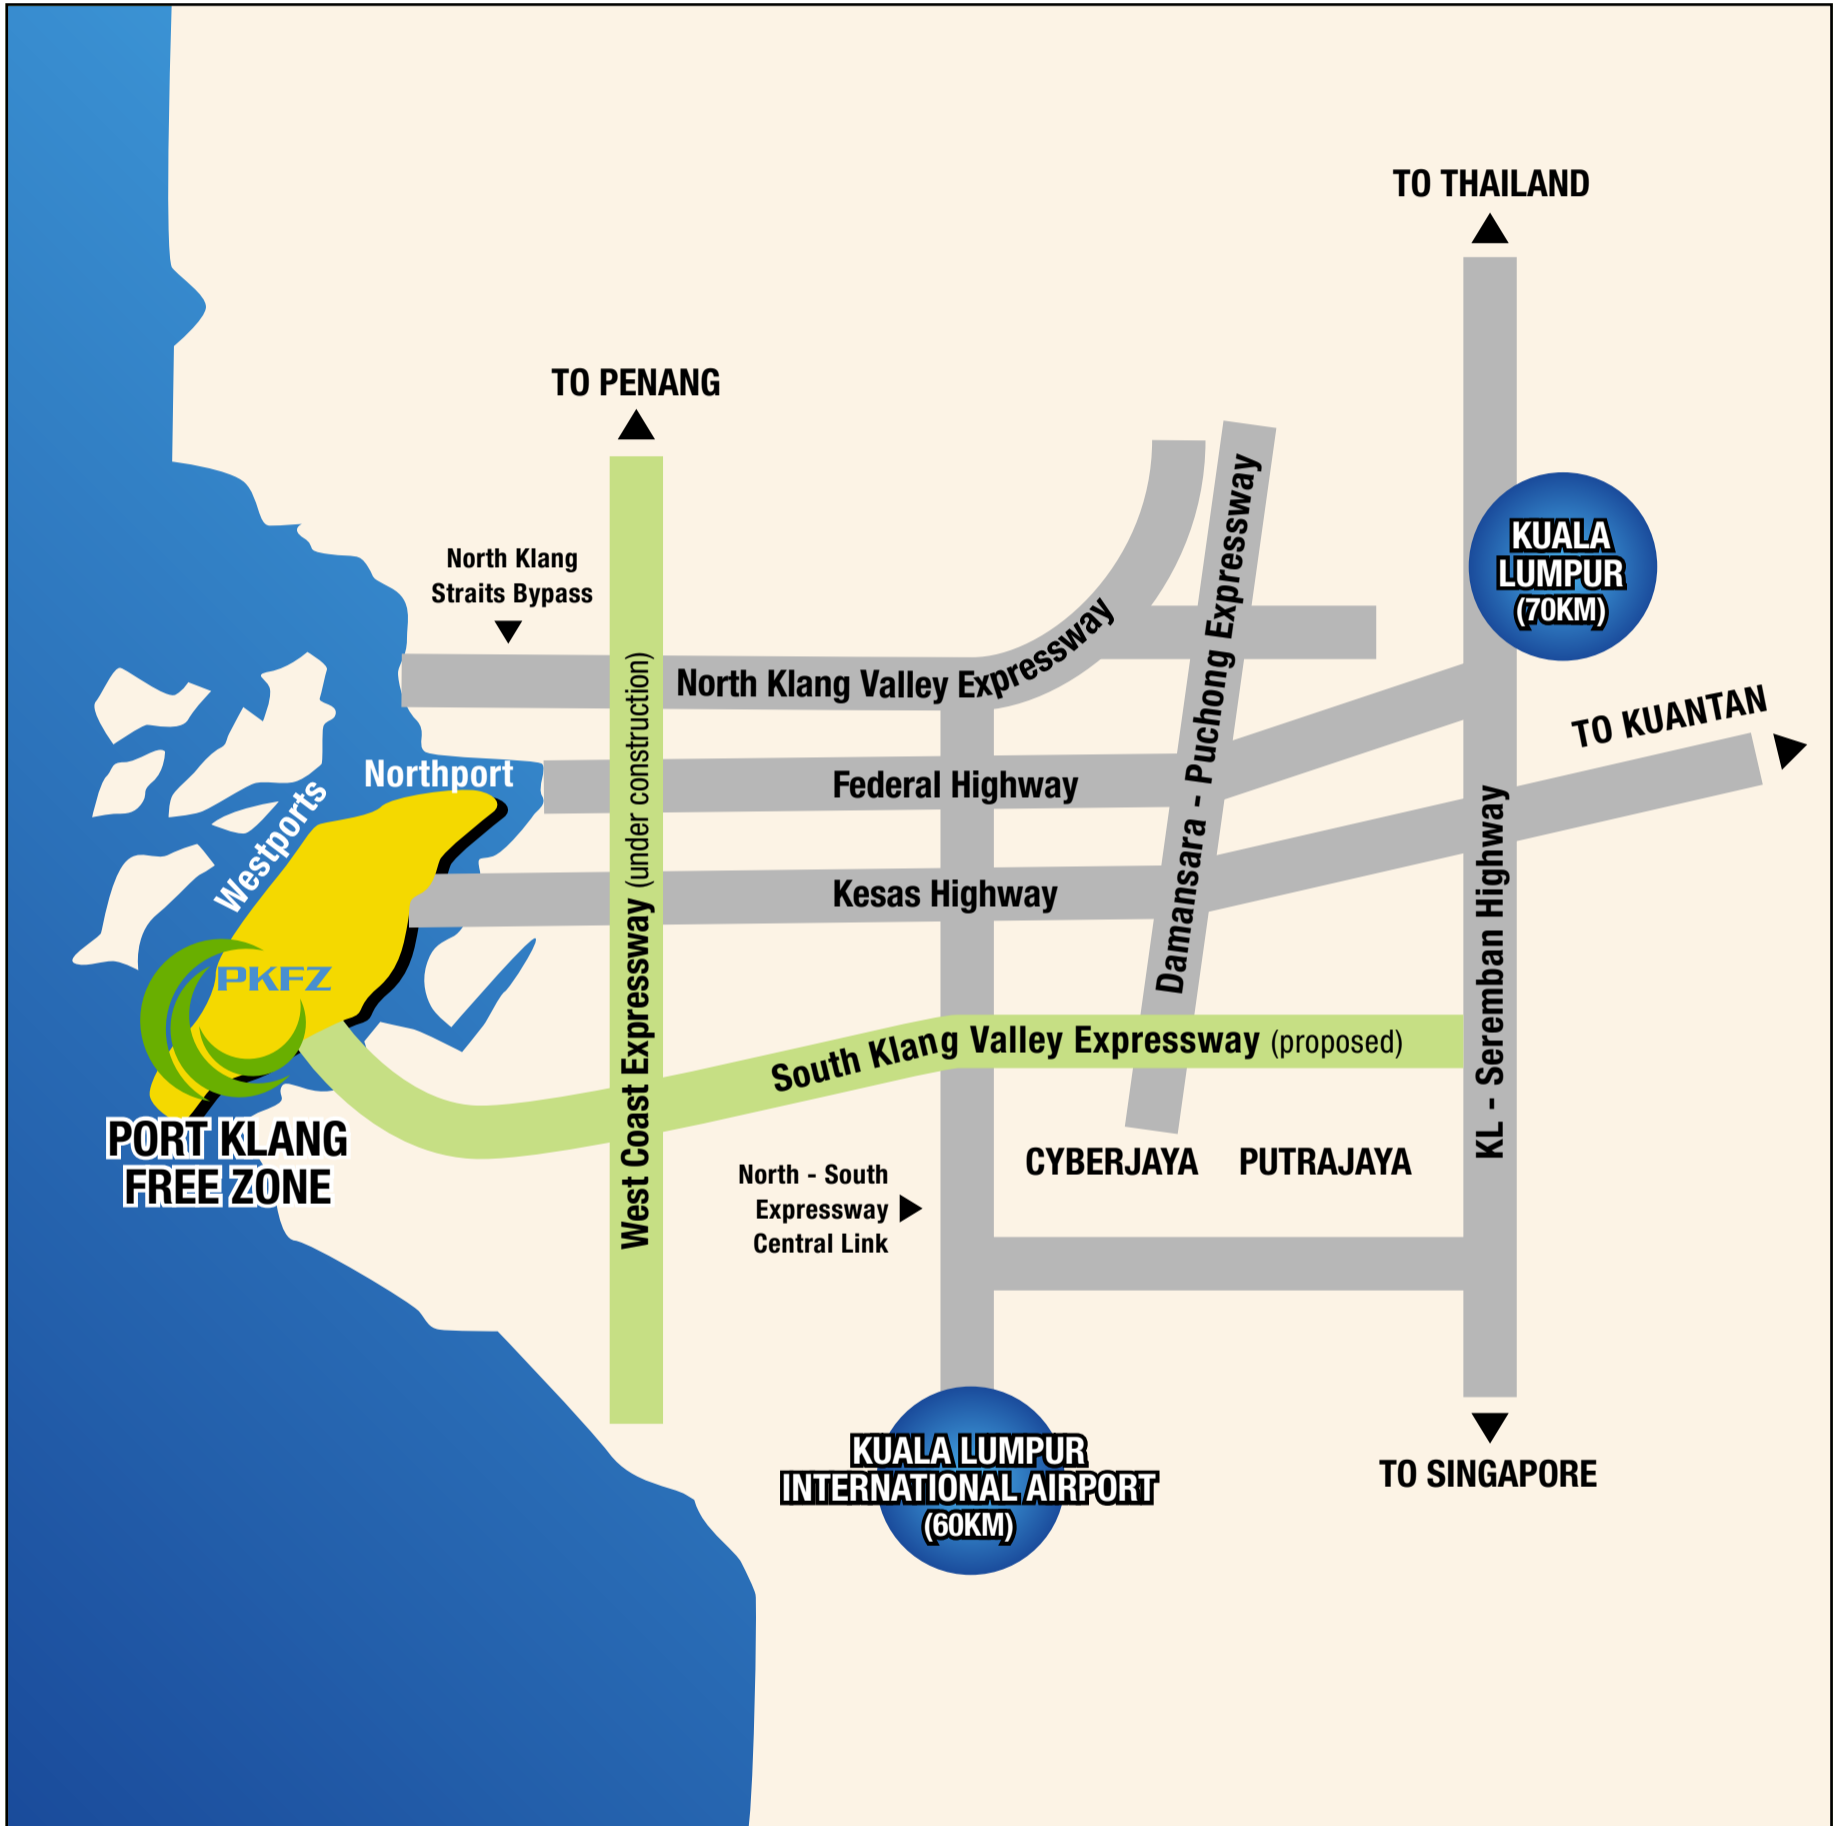 TO THAILAND
TO PENANG
North Klang
Straits Bypass
KUALA
LUMPUR
(70KM)
North Klang Valley Expressway
Damansara - Puchong Expressway
TO KUANTAN
Northport
Westports
Federal Highway
Kesas Highway
West Coast Expressway (under construction)
KL - Seremban Highway
PKFZ
South Klang Valley Expressway (proposed)
PORT KLANG
FREE ZONE
CYBERJAYA
PUTRAJAYA
North - South
Expressway
Central Link
KUALA LUMPUR
INTERNATIONAL AIRPORT
(60KM)
TO SINGAPORE